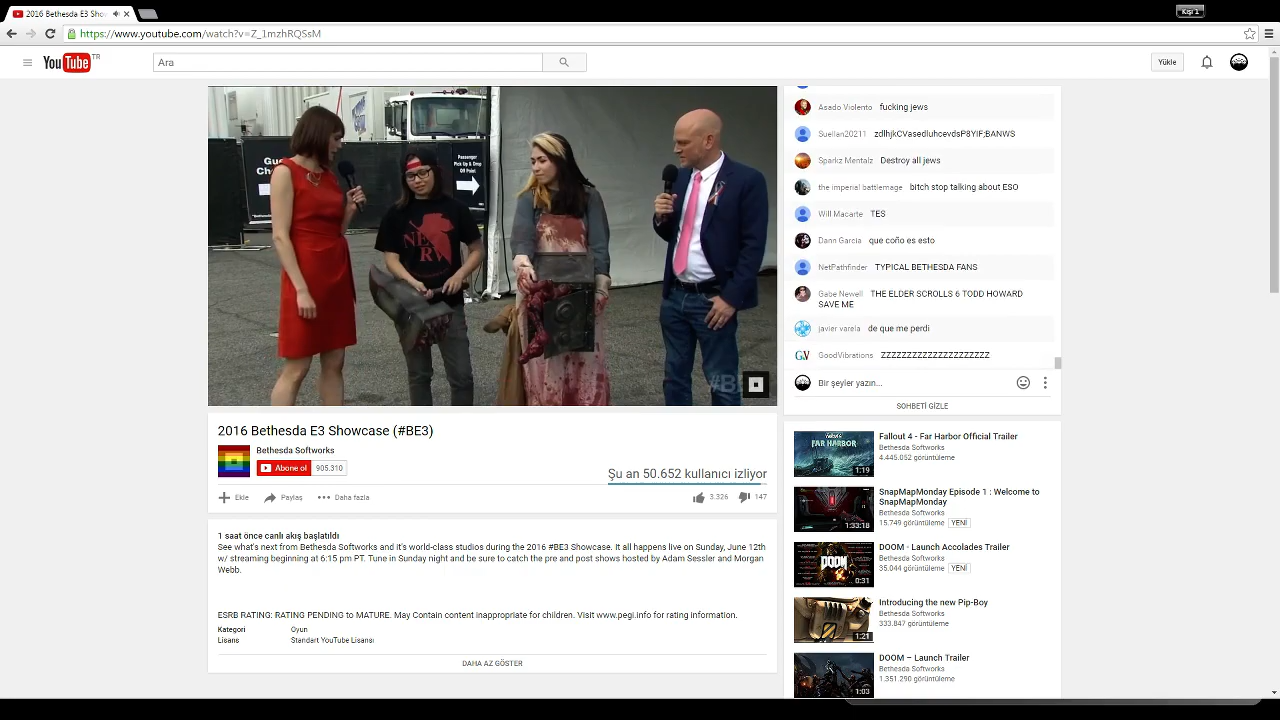 2016 Bethesda E3 Sho
Kişi 1
https://www.youtube.com/watch?v=Z_1mzhRQSsM
YouTube TR
Ara
Yükle
Passenger
Pick Up & Drop
Off Point
NERV
#BE
Asado Violento fucking jews
Suellan20211 zdlhjkCVasedluhcevdsP8YIF;BANWS
Sparkz Mentalz Destroy all jews
the imperial battlemage bitch stop talking about ESO
Will Macarte TES
Dann Garcia que coño es esto
NetPathfinder TYPICAL BETHESDA FANS
Gabe Newell THE ELDER SCROLLS 6 TODD HOWARD
SAVE ME
javier varela de que me perdi
GoodVibrations ZZZZZZZZZZZZZZZZZZZZZ
Bir şeyler yazın...
SOHBETİ GİZLE
2016 Bethesda E3 Showcase (#BE3)
Bethesda Softworks
Abone ol 905.310
Şu an 50.652 kullanıcı izliyor
Ekle Paylaş Daha fazla
3.326 147
1 saat önce canlı akış başlatıldı
See what's next from Bethesda Softworks and it's world-class studios during the 2016 #BE3 Showcase. It all happens live on Sunday, June 12th
w/ streaming beginning at 6:15 pm PT Tune in Sunday night and be sure to catch the pre and post shows hosted by Adam Sessler and Morgan
Webb.
ESRB RATING: RATING PENDING to MATURE. May Contain content inappropriate for children. Visit www.pegi.info for rating information.
Kategori Oyun
Lisans Standart YouTube Lisansı
DAHA AZ GÖSTER
FAR HARBOR
1:19
Fallout 4 - Far Harbor Official Trailer
Bethesda Softworks
4.445.052 görüntüleme
1:33:18
SnapMapMonday Episode 1 : Welcome to
SnapMapMonday
Bethesda Softworks
15.749 görüntüleme YENİ
DOOM
0:31
DOOM - Launch Accolades Trailer
Bethesda Softworks
35.044 görüntüleme YENİ
1:21
Introducing the new Pip-Boy
Bethesda Softworks
333.847 görüntüleme
1:03
DOOM – Launch Trailer
Bethesda Softworks
1.351.290 görüntüleme